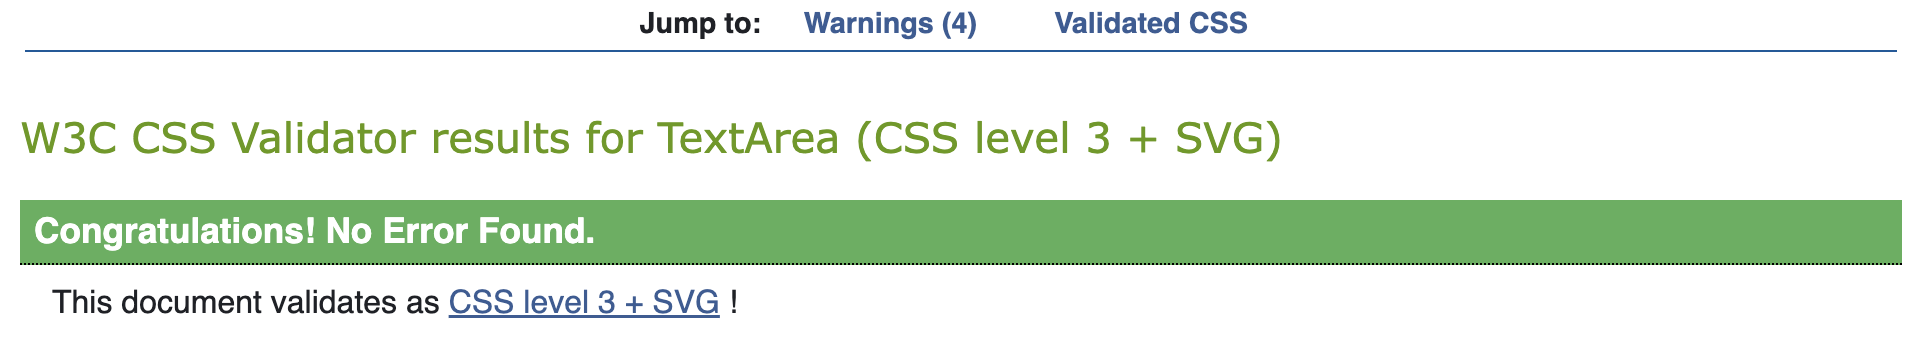 Jump to: Warnings (4) Validated CSS
W3C CSS Validator results for TextArea (CSS level 3 + SVG)
Congratulations! No Error Found.
This document validates as CSS level 3 + SVG !